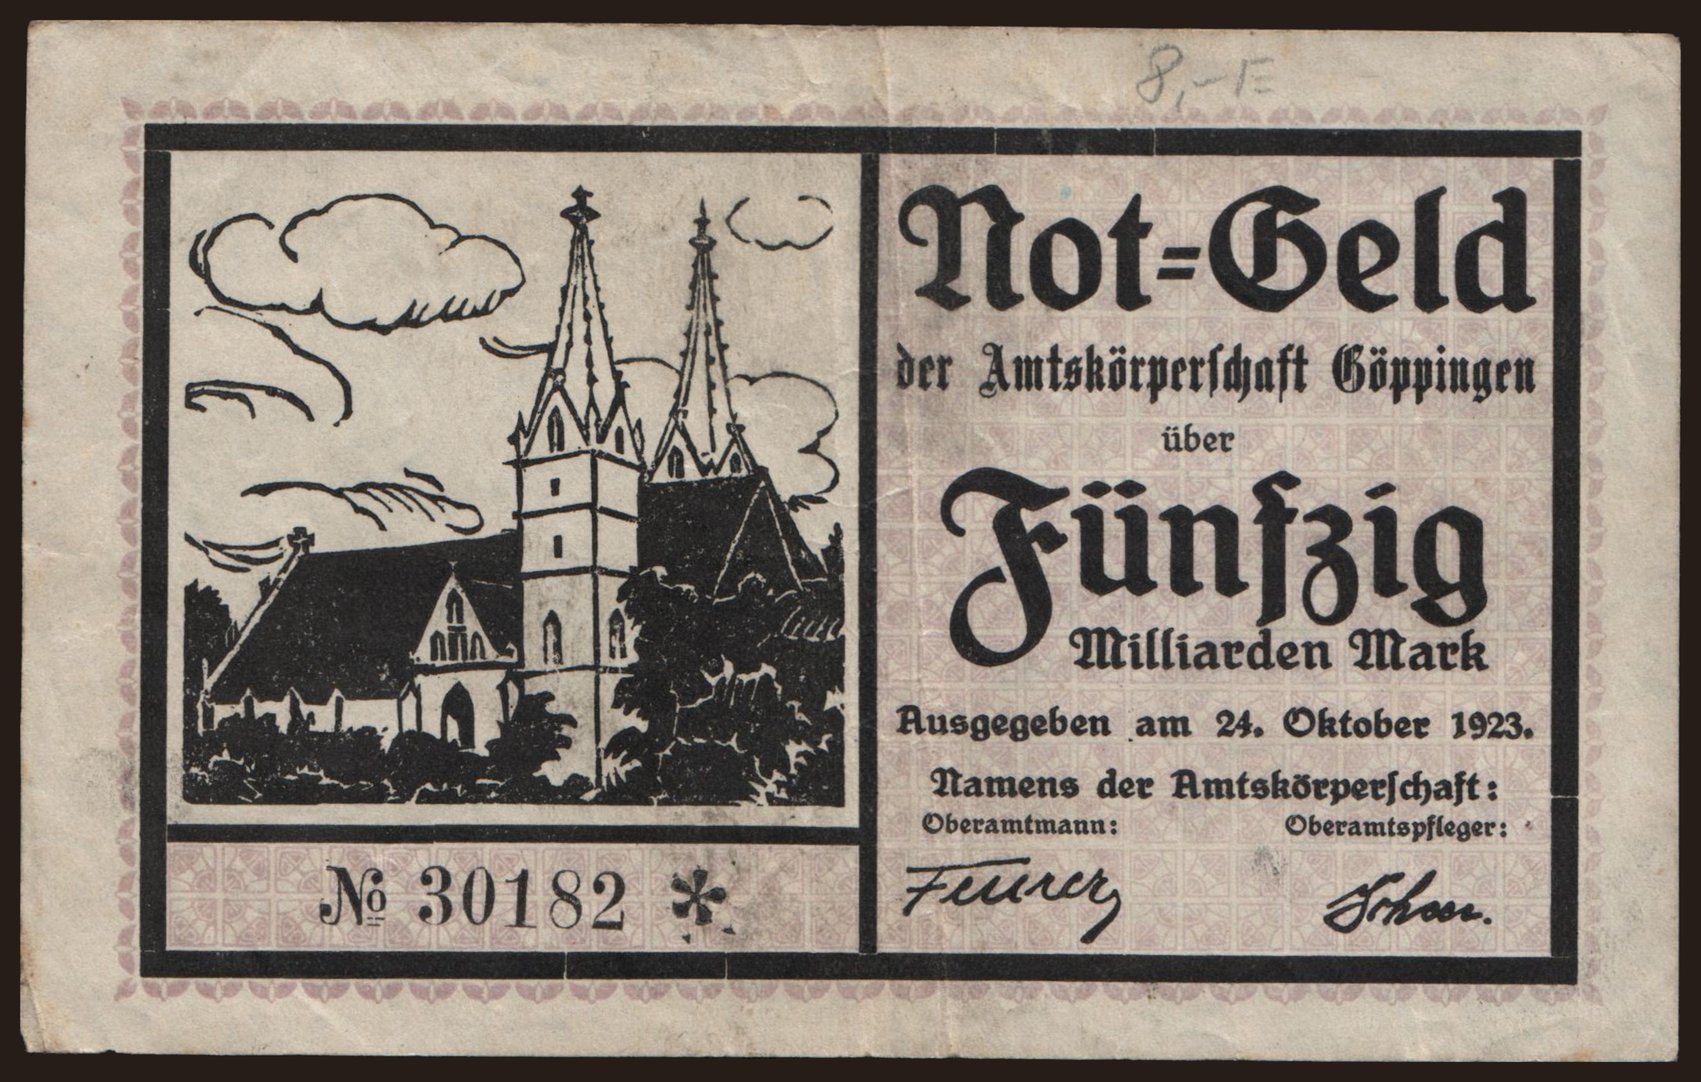 8,-
Not=Geld
der Amtskörperschaft Göppingen
über
Fünfzig
Milliarden Mark
Ausgegeben am 24. Oktober 1923.
Namens der Amtskörperschaft:
Oberamtmann: Oberamtspfleger:
№ 30182 *